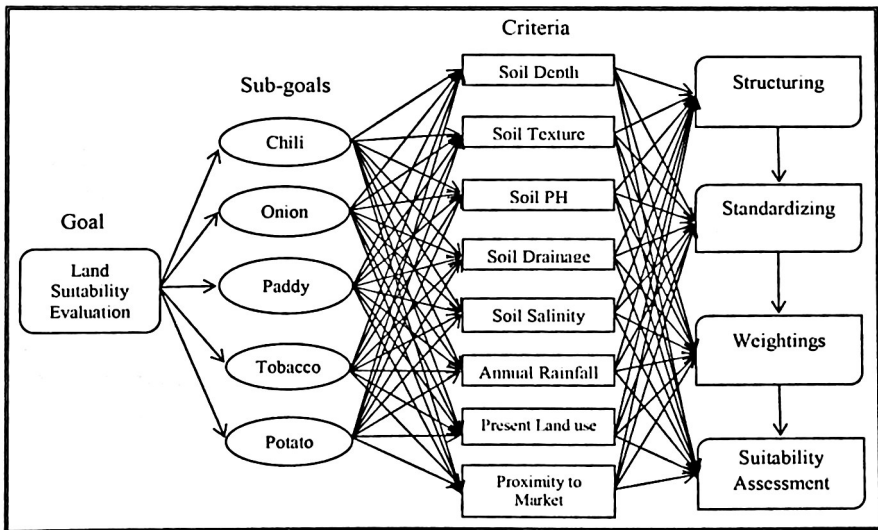 Goal
Land
Suitability
Evaluation
Sub-goals
Chili
Onion
Paddy
Tobacco
Potato
Criteria
Soil Depth
Soil Texture
Soil PH
Soil Drainage
Soil Salinity
Annual Rainfall
Present Land use
Proximity to
Market
Structuring
Standardizing
Weightings
Suitability
Assessment